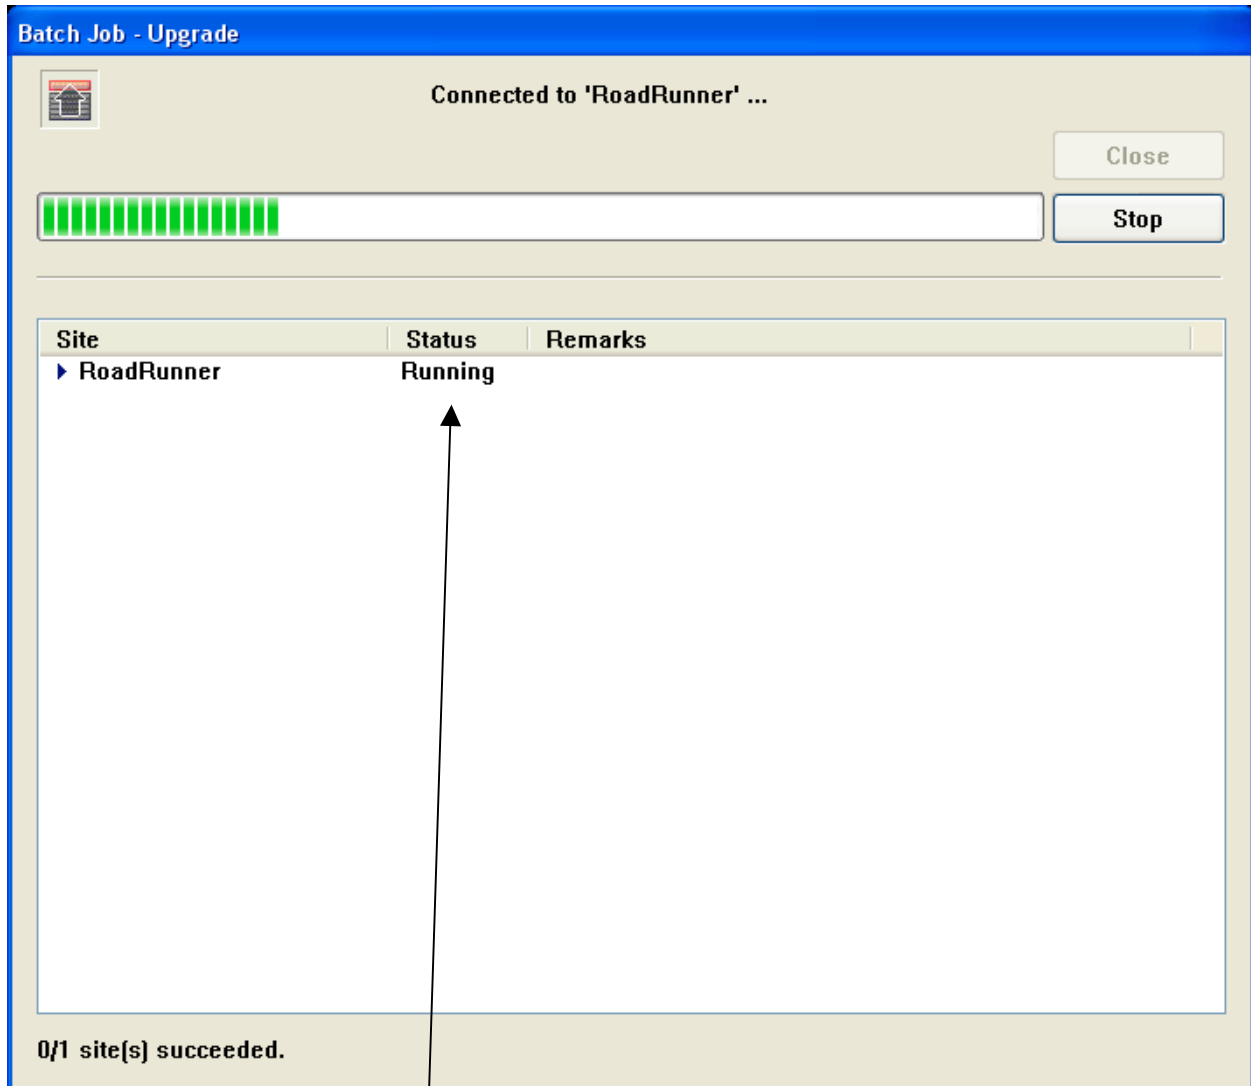 Batch Job - Upgrade
Connected to 'RoadRunner' ...
Close
Stop
Site Status Remarks
RoadRunner Running
0/1 site(s) succeeded.